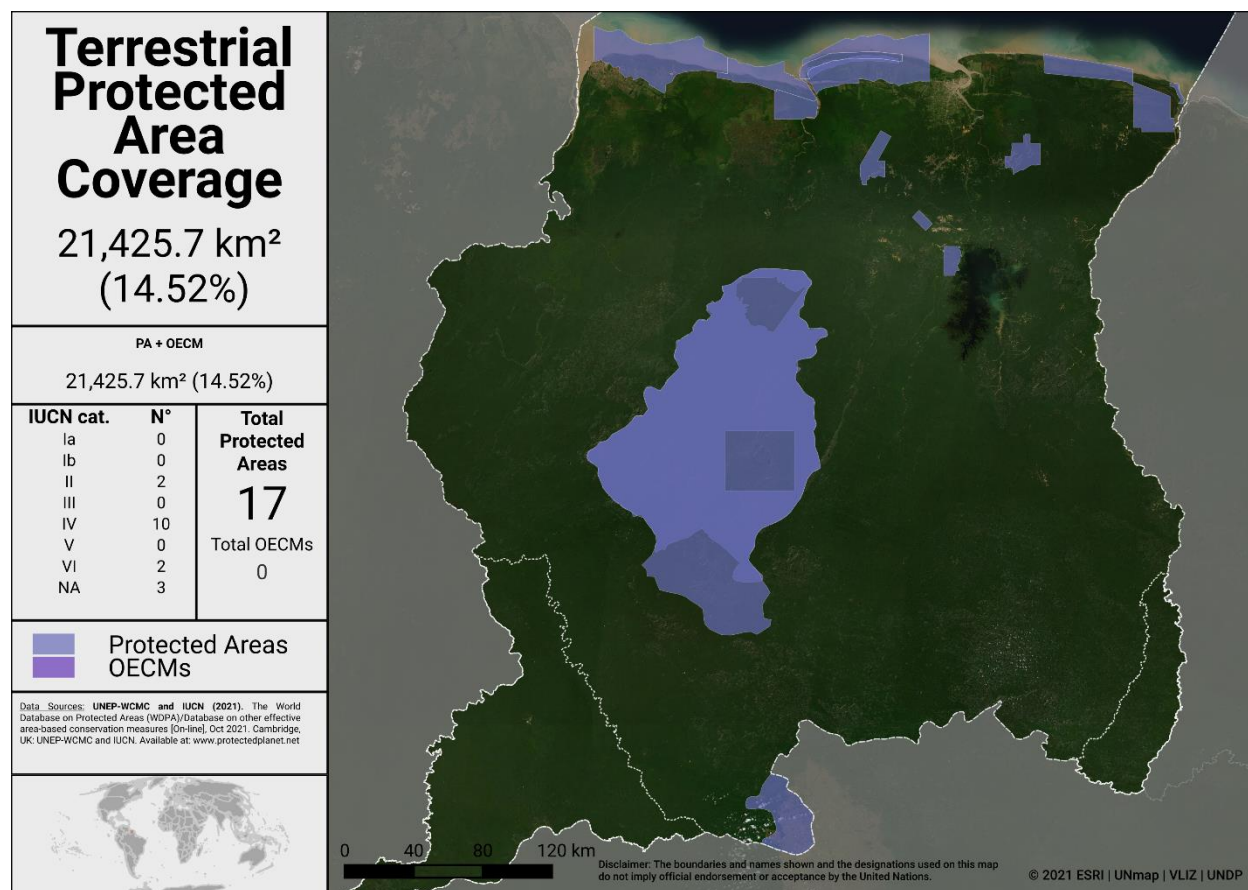 Terrestrial
Protected
Area
Coverage
21,425.7 km²
(14.52%)
PA + OECM
21,425.7 km² (14.52%)
IUCN cat. N°
Ia 0
Ib 0
II 2
III 0
IV 10
V 0
VI 2
NA 3
Total
Protected
Areas
17
Total OECMs
0
Protected Areas
OECMs
Data Sources: UNEP-WCMC and IUCN (2021). The World
Database on Protected Areas (WDPA)/Database on other effective
area-based conservation measures [On-line], Oct 2021. Cambridge,
UK: UNEP-WCMC and IUCN. Available at: www.protectedplanet.net
0 40 80 120 km
Disclaimer: The boundaries and names shown and the designations used on this map
do not imply official endorsement or acceptance by the United Nations.
© 2021 ESRI | UNmap | VLIZ | UNDP